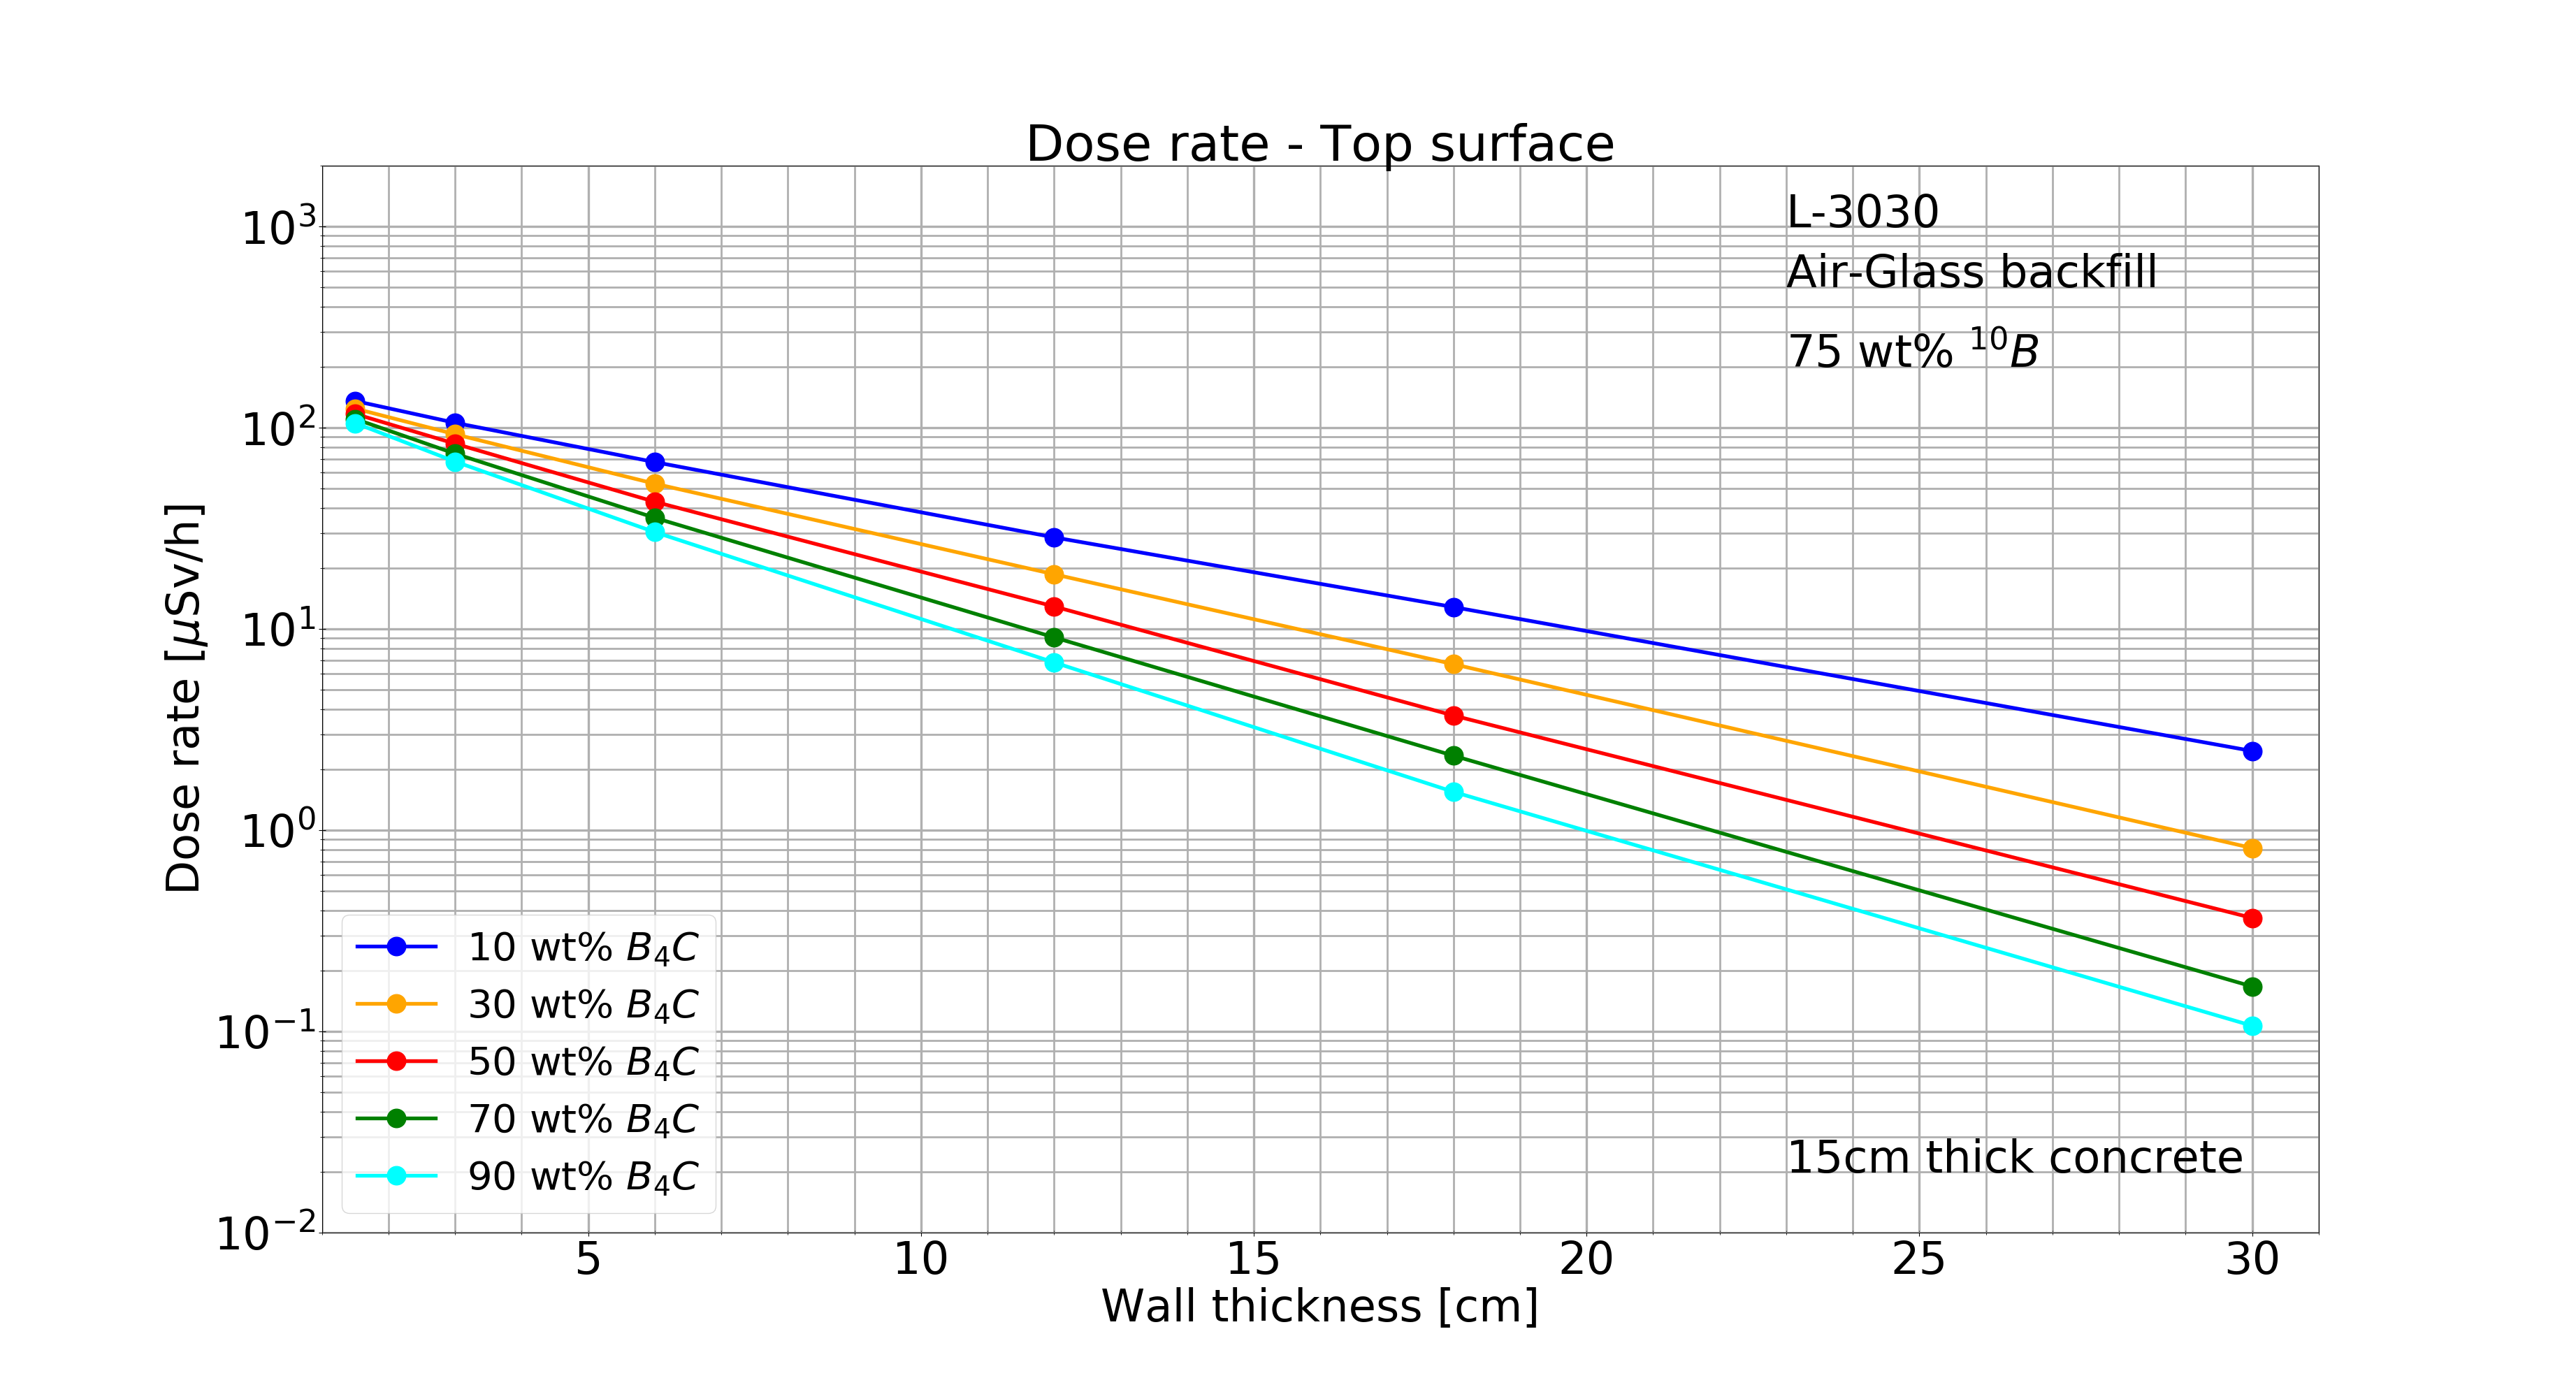 Dose rate - Top surface
L-3030
Air-Glass backfill
75 wt% ¹⁰B
10³
10²
10¹
10⁰
10⁻¹
10⁻²
Dose rate [μSv/h]
10 wt% B₄C
30 wt% B₄C
50 wt% B₄C
70 wt% B₄C
90 wt% B₄C
15cm thick concrete
5 10 15 20 25 30
Wall thickness [cm]